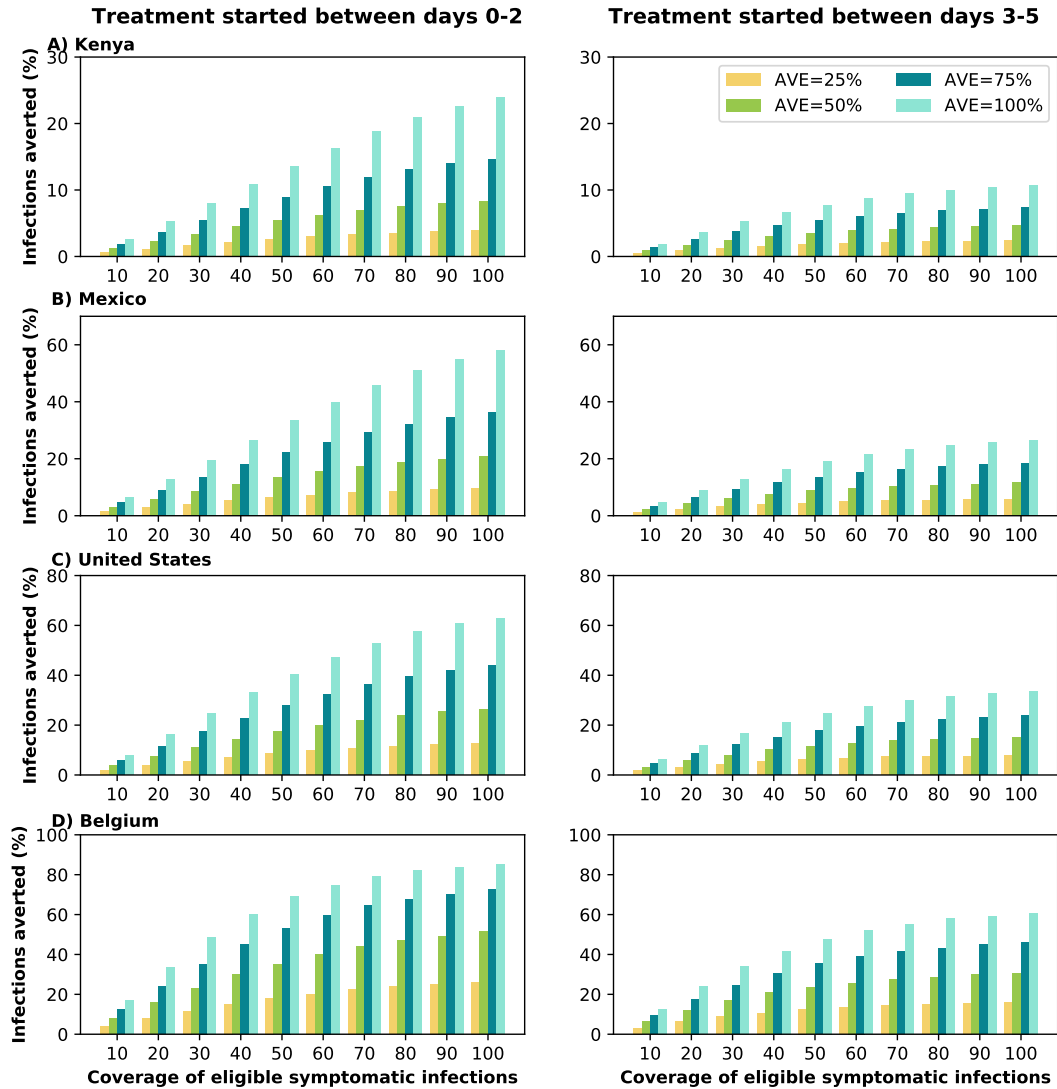 Treatment started between days 0-2
Treatment started between days 3-5
A) Kenya
Infections averted (%)
30
20
10
0
10 20 30 40 50 60 70 80 90 100
30
20
10
0
10 20 30 40 50 60 70 80 90 100
AVE=25% AVE=75%
AVE=50% AVE=100%
B) Mexico
Infections averted (%)
60
40
20
0
10 20 30 40 50 60 70 80 90 100
60
40
20
0
10 20 30 40 50 60 70 80 90 100
C) United States
Infections averted (%)
80
60
40
20
0
10 20 30 40 50 60 70 80 90 100
80
60
40
20
0
10 20 30 40 50 60 70 80 90 100
D) Belgium
Infections averted (%)
100
80
60
40
20
0
10 20 30 40 50 60 70 80 90 100
Coverage of eligible symptomatic infections
100
80
60
40
20
0
10 20 30 40 50 60 70 80 90 100
Coverage of eligible symptomatic infections